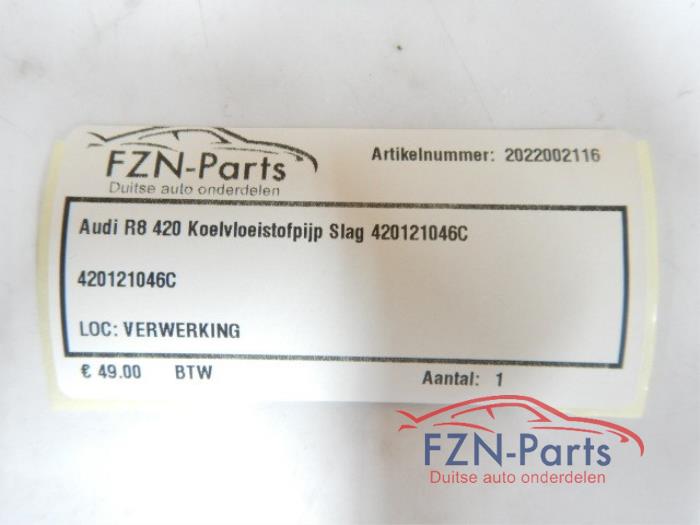 FZN-Parts
Duitse auto onderdelen
Artikelnummer: 2022002116
Audi R8 420 Koelvloeistofpijp Slag 420121046C
420121046C
LOC: VERWERKING
€ 49.00 BTW
Aantal: 1
FZN-Parts
Duitse auto onderdelen